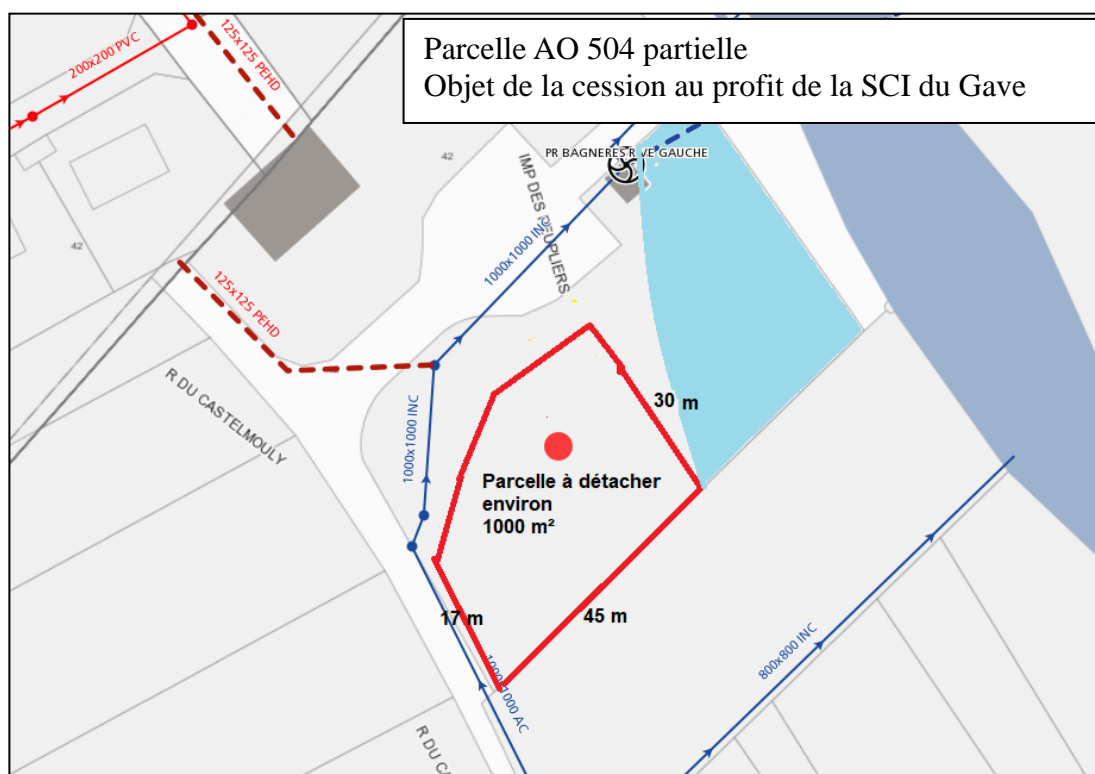 Parcelle AO 504 partielle
Objet de la cession au profit de la SCI du Gave
200x200 PVC
125x125 PEHD
42
PR BAGNERES R VE GAUCHE
IMP DES PEUPLIERS
42
1000x1000 INC
125x125 PEHD
R DU CASTELMOULY
30 m
1000x1000 INC
Parcelle à détacher
environ
1000 m²
17 m
45 m
800x800 INC
1000x1000 AC
R DU CA